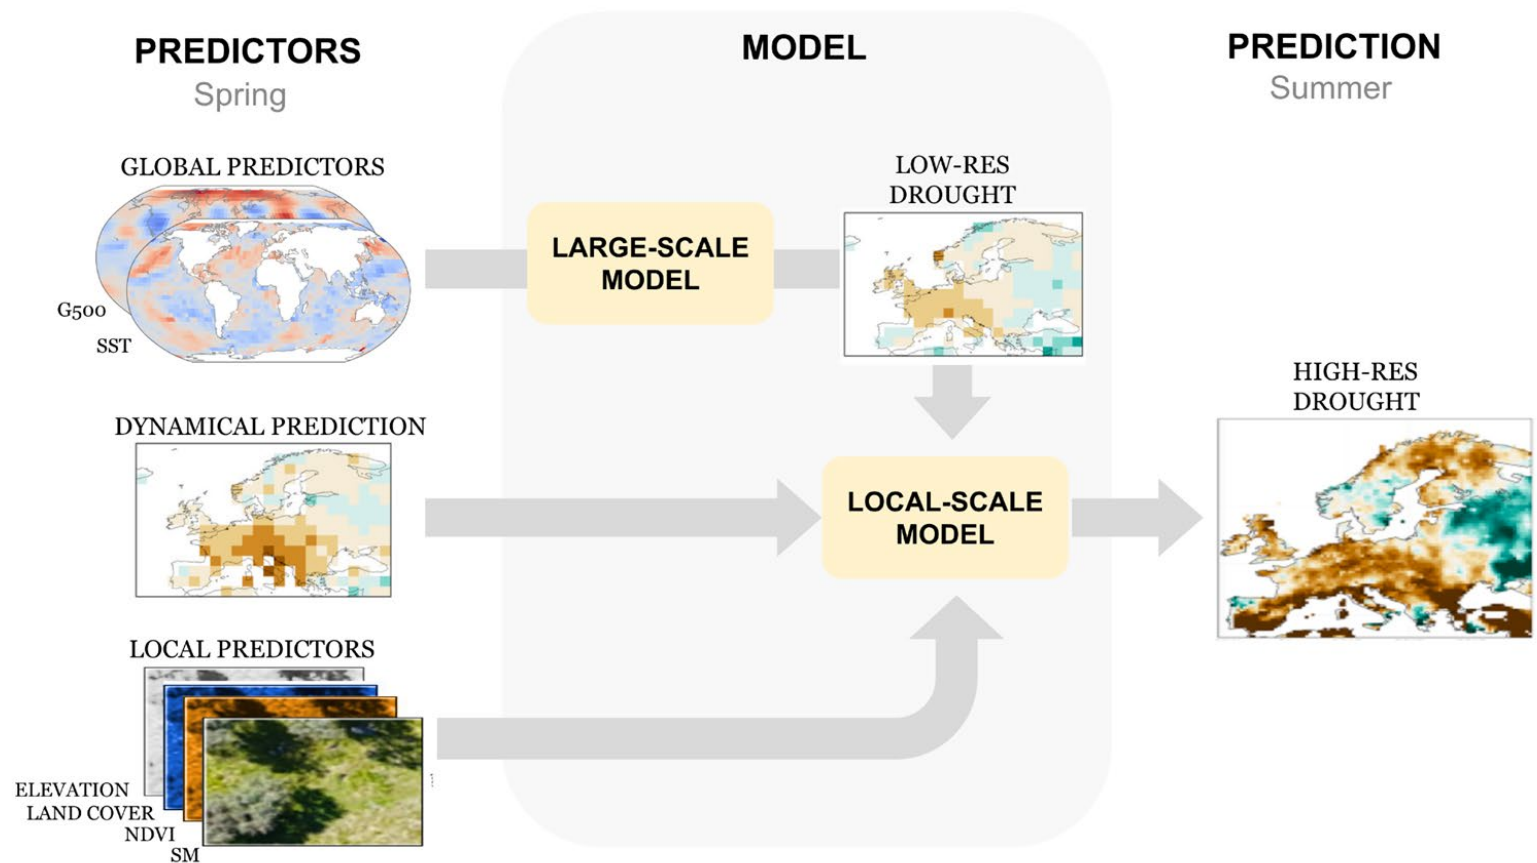 PREDICTORS
Spring
MODEL
PREDICTION
Summer
GLOBAL PREDICTORS
G500
SST
LARGE-SCALE
MODEL
LOW-RES
DROUGHT
DYNAMICAL PREDICTION
LOCAL-SCALE
MODEL
HIGH-RES
DROUGHT
LOCAL PREDICTORS
ELEVATION
LAND COVER
NDVI
SM